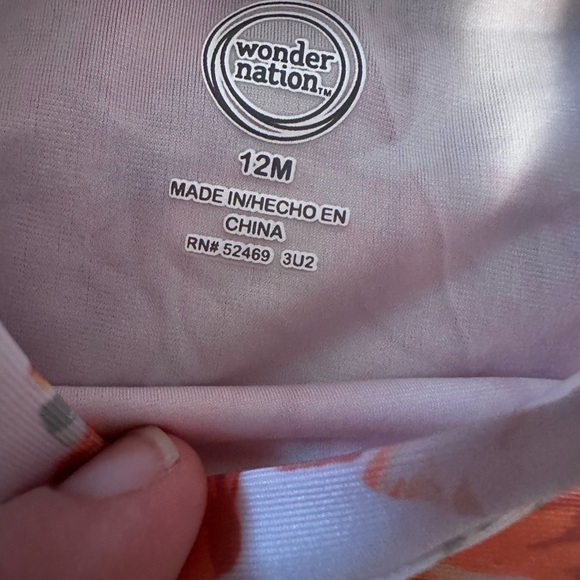 wonder
nation™
12M
MADE IN/HECHO EN
CHINA
RN# 52469 3U2